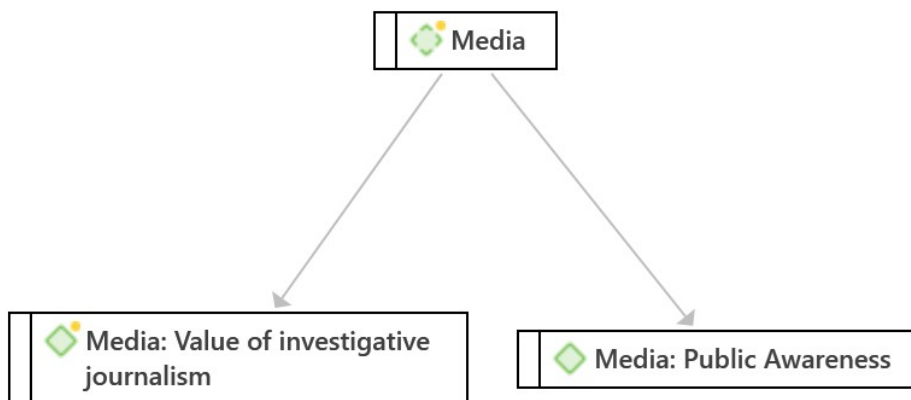 Media
Media: Value of investigative
journalism
Media: Public Awareness